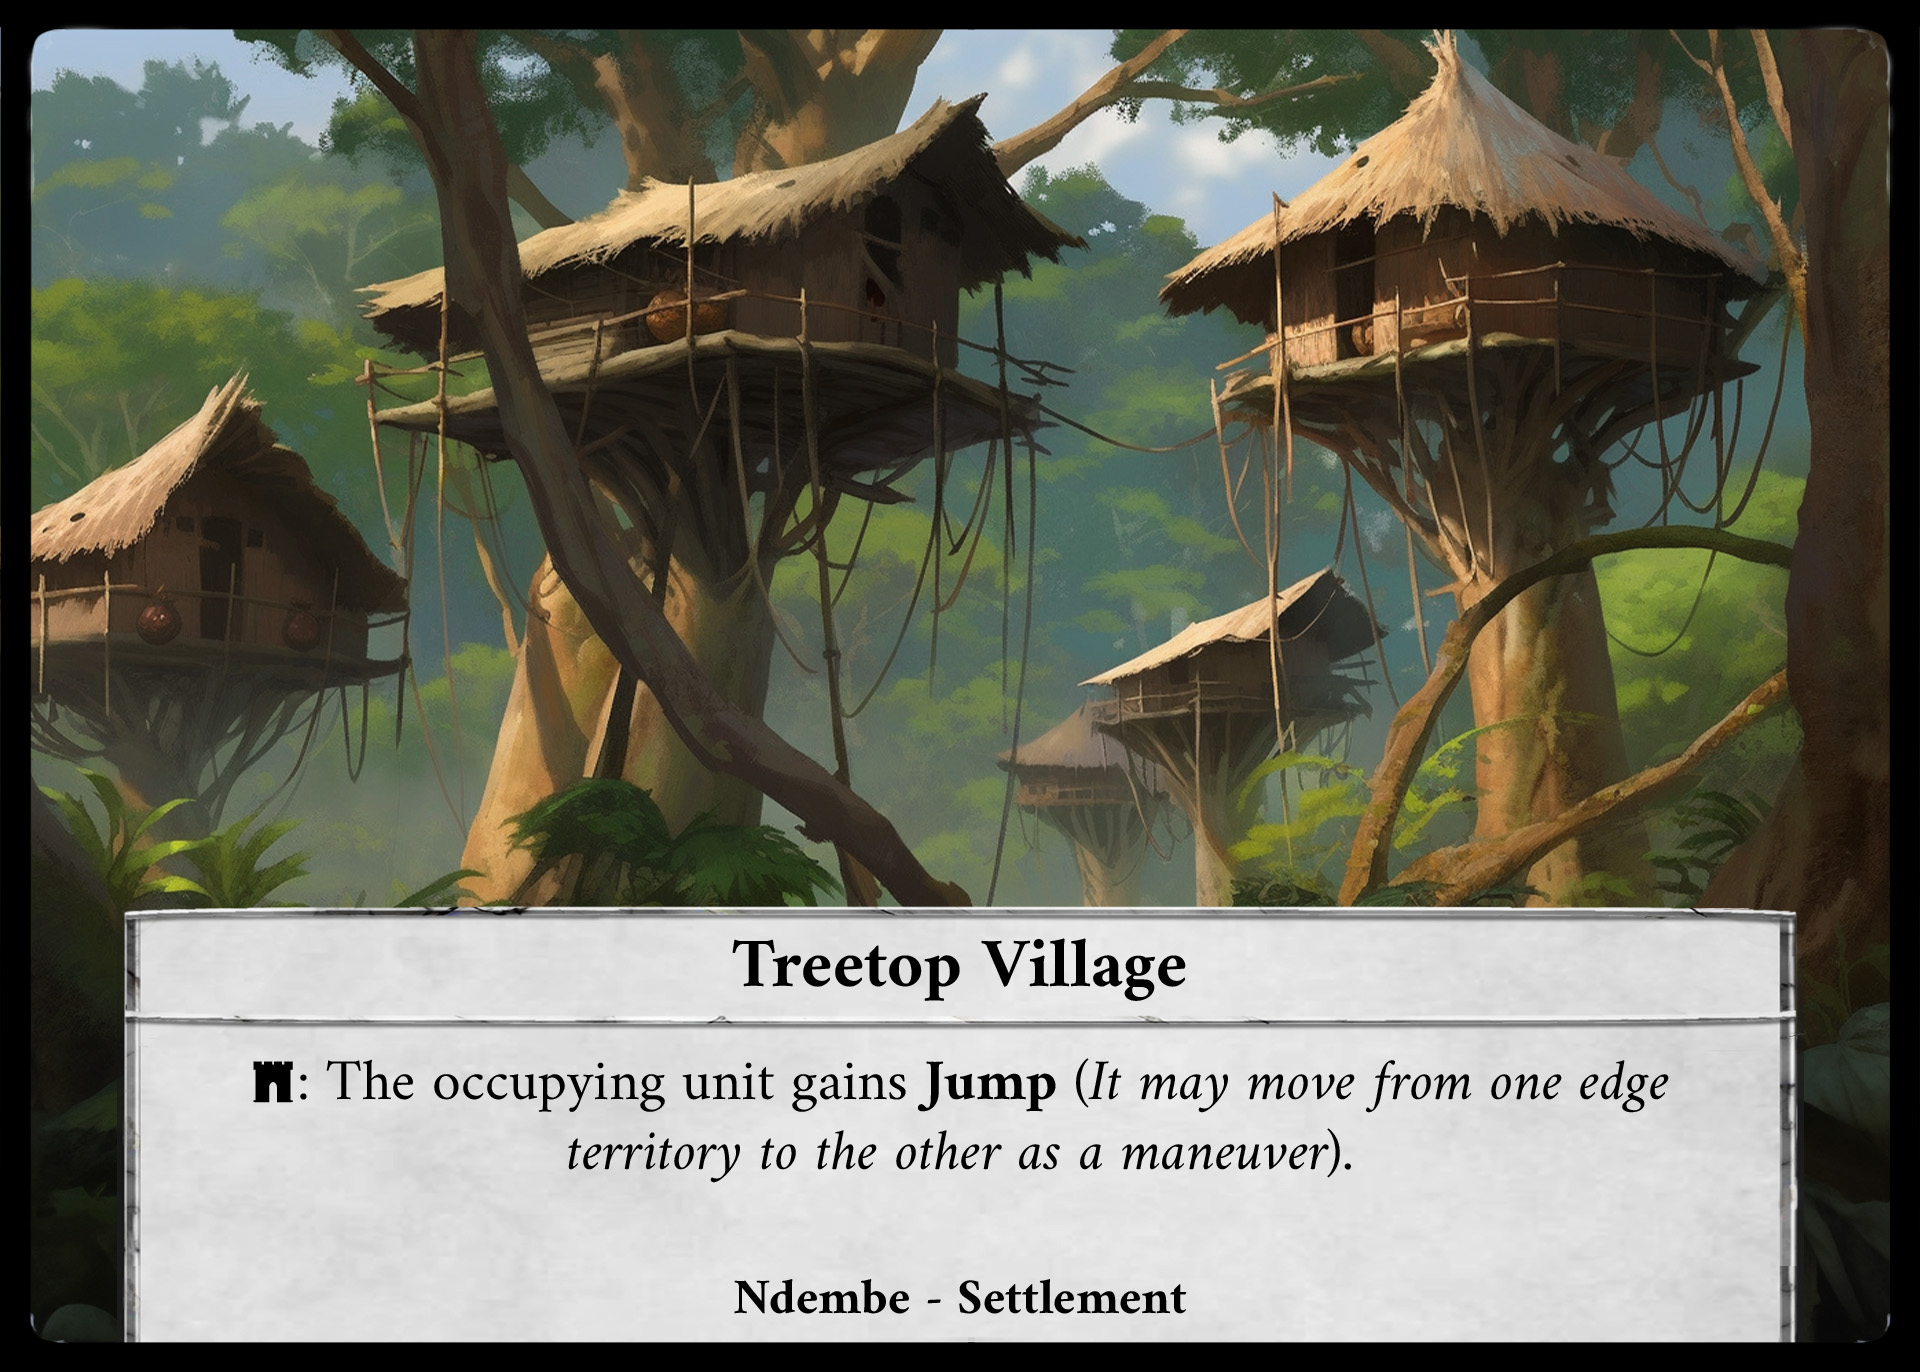 Treetop Village
: The occupying unit gains Jump (It may move from one edge
territory to the other as a maneuver).
Ndembe - Settlement